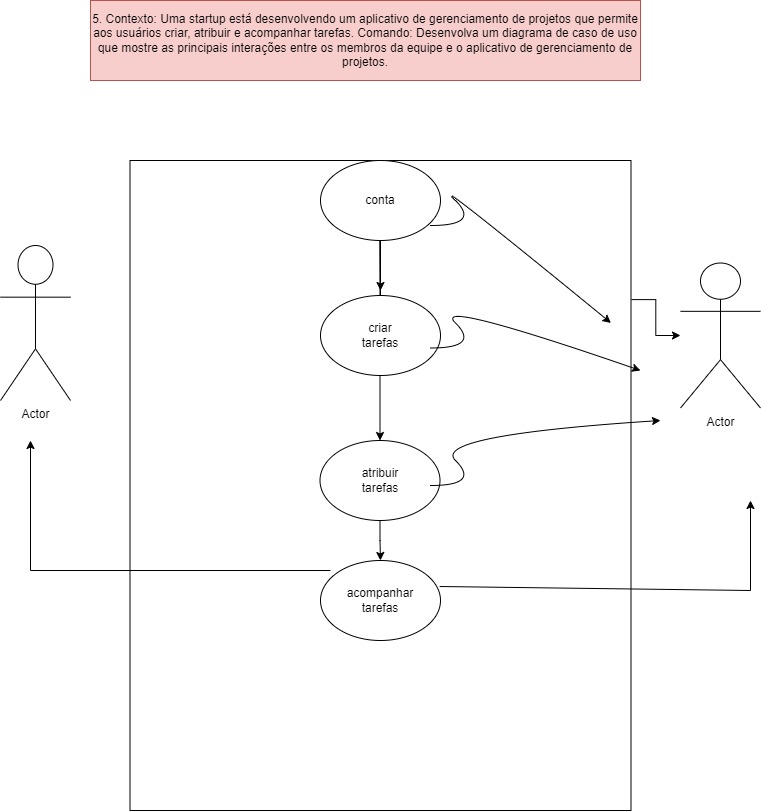 5. Contexto: Uma startup está desenvolvendo um aplicativo de gerenciamento de projetos que permite
aos usuários criar, atribuir e acompanhar tarefas. Comando: Desenvolva um diagrama de caso de uso
que mostre as principais interações entre os membros da equipe e o aplicativo de gerenciamento de
projetos.
conta
criar
tarefas
Actor
Actor
atribuir
tarefas
acompanhar
tarefas